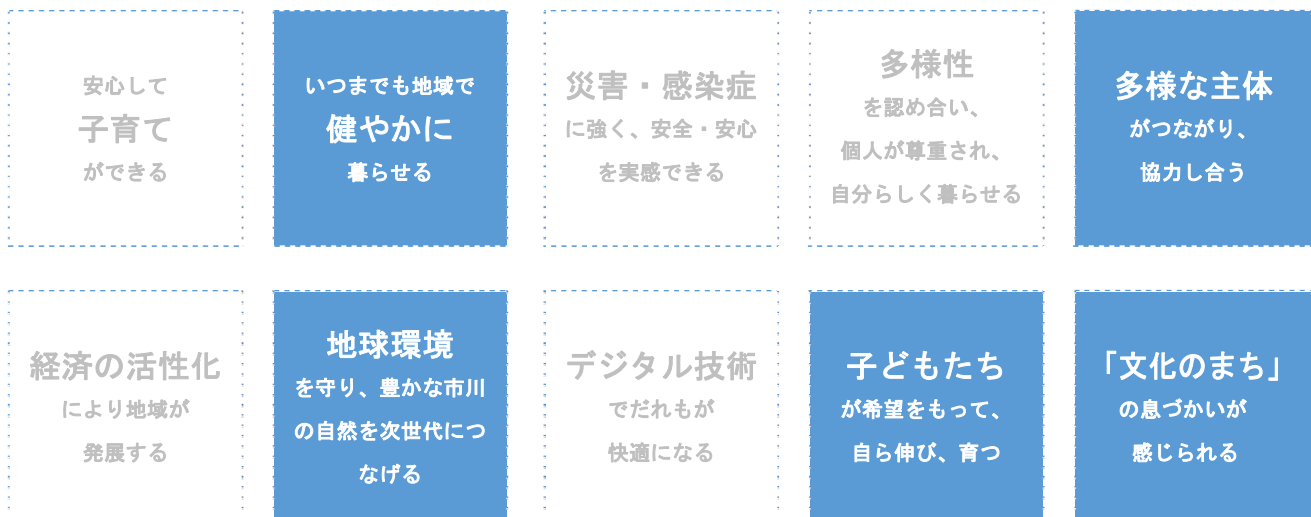 安心して
子育て
ができる
いつまでも地域で
健やかに
暮らせる
災害・感染症
に強く、安全・安心
を実感できる
多様性
を認め合い、
個人が尊重され、
自分らしく暮らせる
多様な主体
がつながり、
協力し合う
経済の活性化
により地域が
発展する
地球環境
を守り、豊かな市川
の自然を次世代につ
なげる
デジタル技術
でだれもが
快適になる
子どもたち
が希望をもって、
自ら伸び、育つ
「文化のまち」
の息づかいが
感じられる